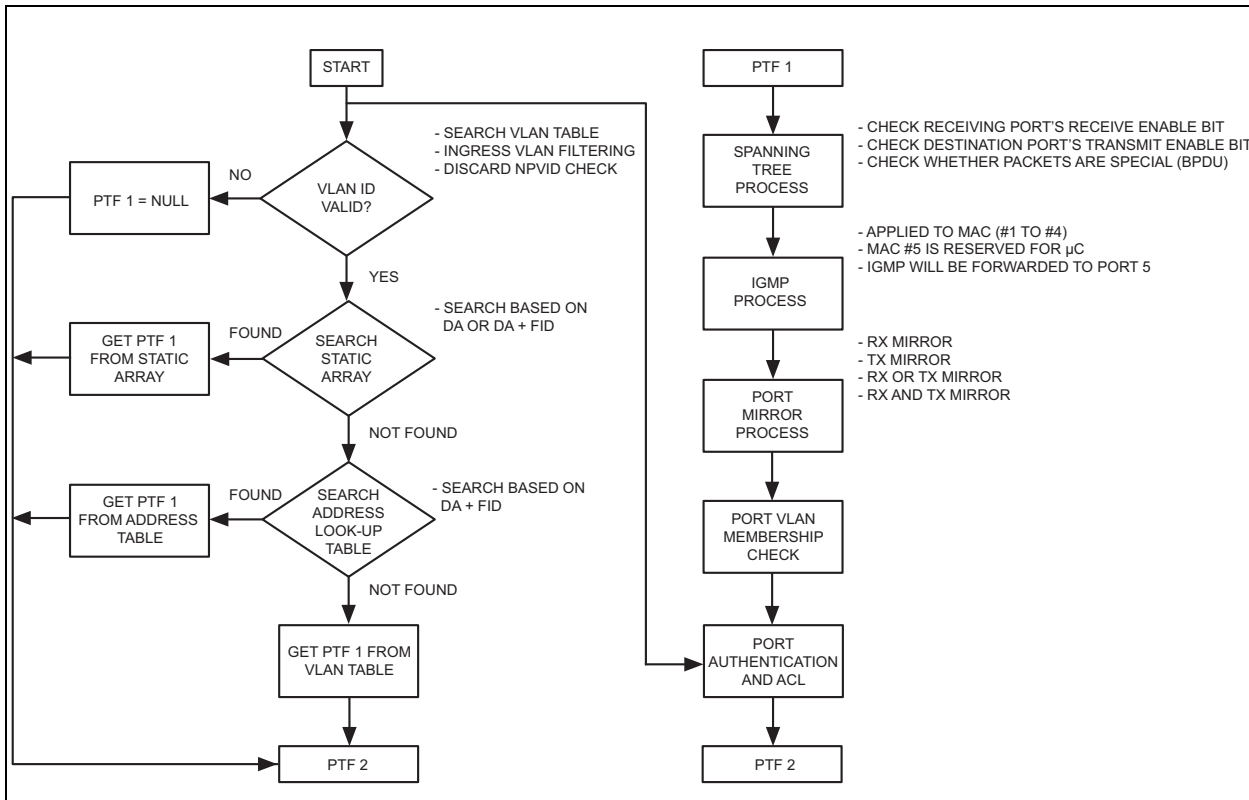 START
- SEARCH VLAN TABLE
- INGRESS VLAN FILTERING
- DISCARD NPVID CHECK
VLAN ID
VALID?
NO
PTF 1 = NULL
YES
- SEARCH BASED ON
DA OR DA + FID
SEARCH
STATIC
ARRAY
FOUND
GET PTF 1
FROM STATIC
ARRAY
NOT FOUND
- SEARCH BASED ON
DA + FID
SEARCH
ADDRESS
LOOK-UP
TABLE
FOUND
GET PTF 1
FROM ADDRESS
TABLE
NOT FOUND
GET PTF 1 FROM
VLAN TABLE
PTF 2
PTF 1
SPANNING
TREE
PROCESS
- CHECK RECEIVING PORT'S RECEIVE ENABLE BIT
- CHECK DESTINATION PORT'S TRANSMIT ENABLE BIT
- CHECK WHETHER PACKETS ARE SPECIAL (BPDU)
IGMP
PROCESS
- APPLIED TO MAC (#1 TO #4)
- MAC #5 IS RESERVED FOR µC
- IGMP WILL BE FORWARDED TO PORT 5
PORT
MIRROR
PROCESS
- RX MIRROR
- TX MIRROR
- RX OR TX MIRROR
- RX AND TX MIRROR
PORT VLAN
MEMBERSHIP
CHECK
PORT
AUTHENTICATION
AND ACL
PTF 2